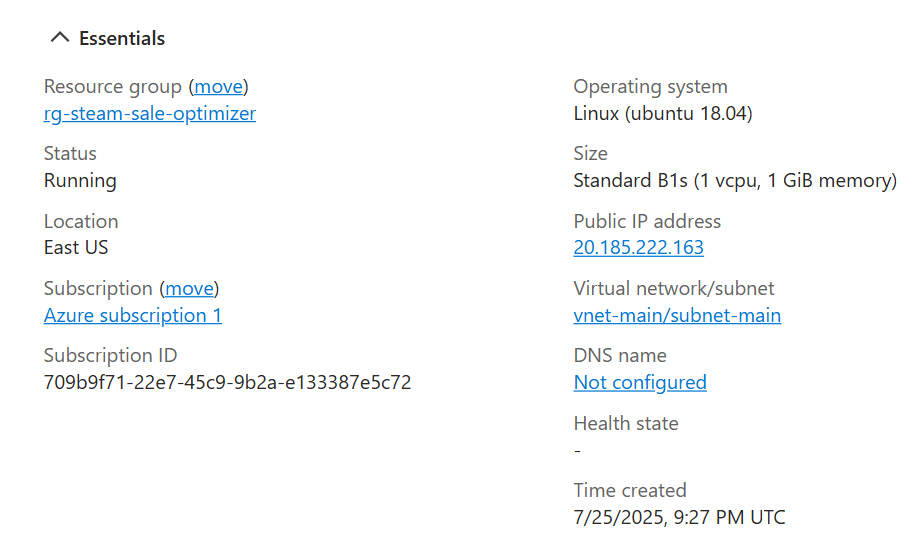 Essentials
Resource group (move)
rg-steam-sale-optimizer
Status
Running
Location
East US
Subscription (move)
Azure subscription 1
Subscription ID
709b9f71-22e7-45c9-9b2a-e133387e5c72
Operating system
Linux (ubuntu 18.04)
Size
Standard B1s (1 vcpu, 1 GiB memory)
Public IP address
20.185.222.163
Virtual network/subnet
vnet-main/subnet-main
DNS name
Not configured
Health state
-
Time created
7/25/2025, 9:27 PM UTC